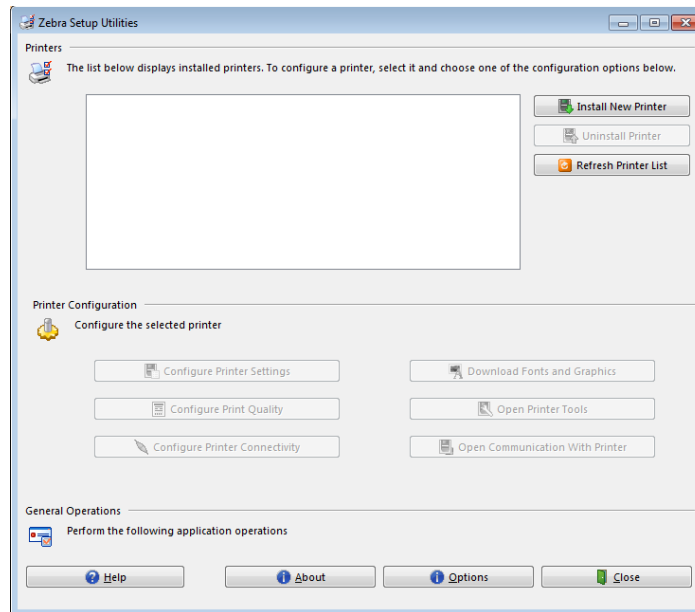 Zebra Setup Utilities
Printers
The list below displays installed printers. To configure a printer, select it and choose one of the configuration options below.
Install New Printer
Uninstall Printer
Refresh Printer List
Printer Configuration
Configure the selected printer
Configure Printer Settings
Download Fonts and Graphics
Configure Print Quality
Open Printer Tools
Configure Printer Connectivity
Open Communication With Printer
General Operations
Perform the following application operations
Help
About
Options
Close